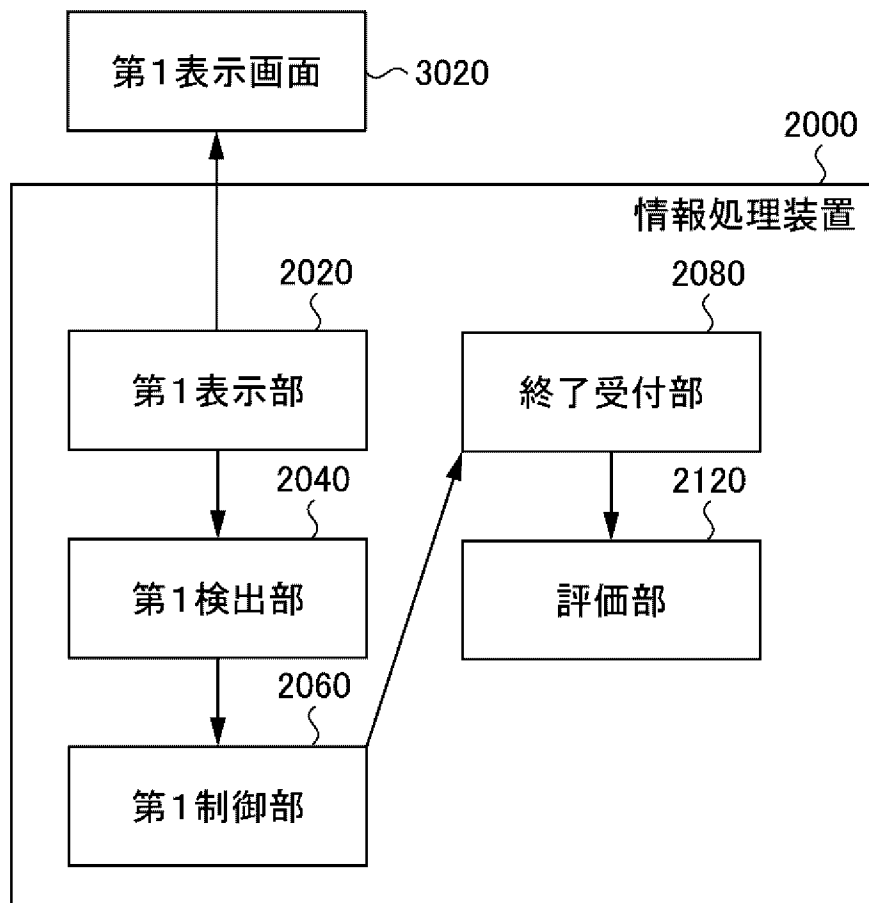 第1表示画面
3020
2000
情報処理装置
2020
第1表示部
2080
終了受付部
2040
第1検出部
2120
評価部
2060
第1制御部